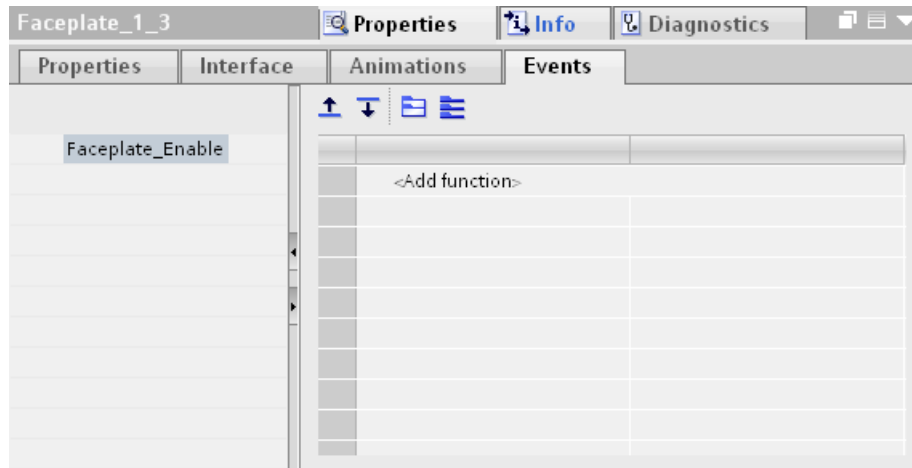 Faceplate_1_3 Properties Info Diagnostics
Properties Interface Animations Events
Faceplate_Enable
<Add function>